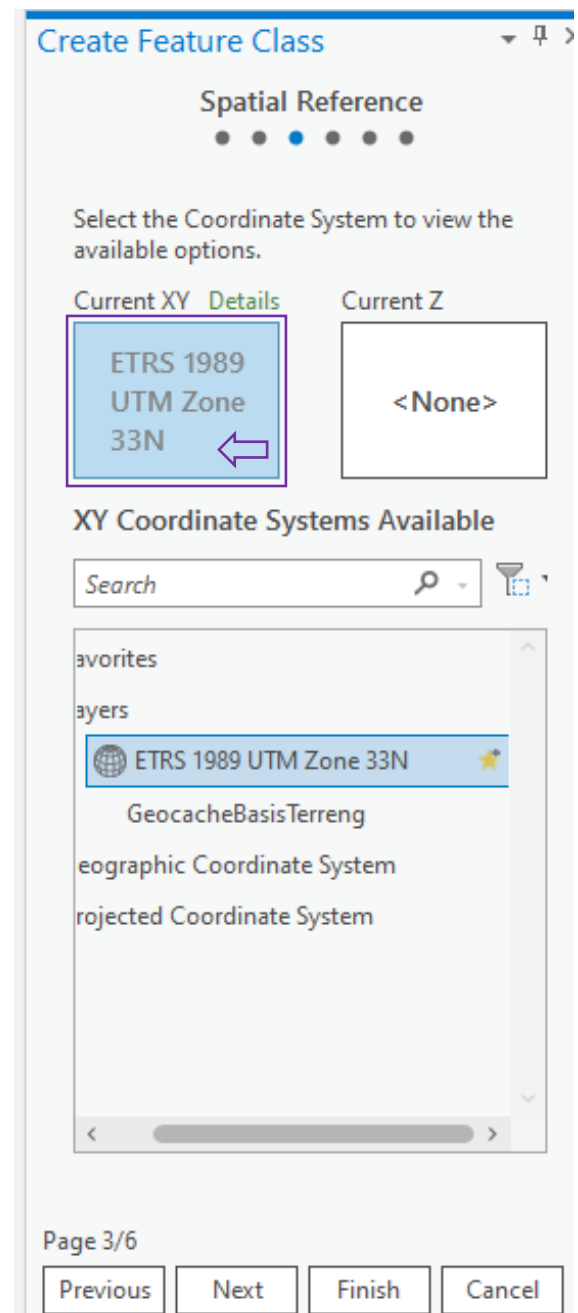 Create Feature Class
Spatial Reference
Select the Coordinate System to view the
available options.
Current XY Details Current Z
ETRS 1989
UTM Zone
33N
<None>
XY Coordinate Systems Available
Search
avorites
ayers
ETRS 1989 UTM Zone 33N
GeocacheBasisTerreng
eographic Coordinate System
rojected Coordinate System
Page 3/6
Previous Next Finish Cancel